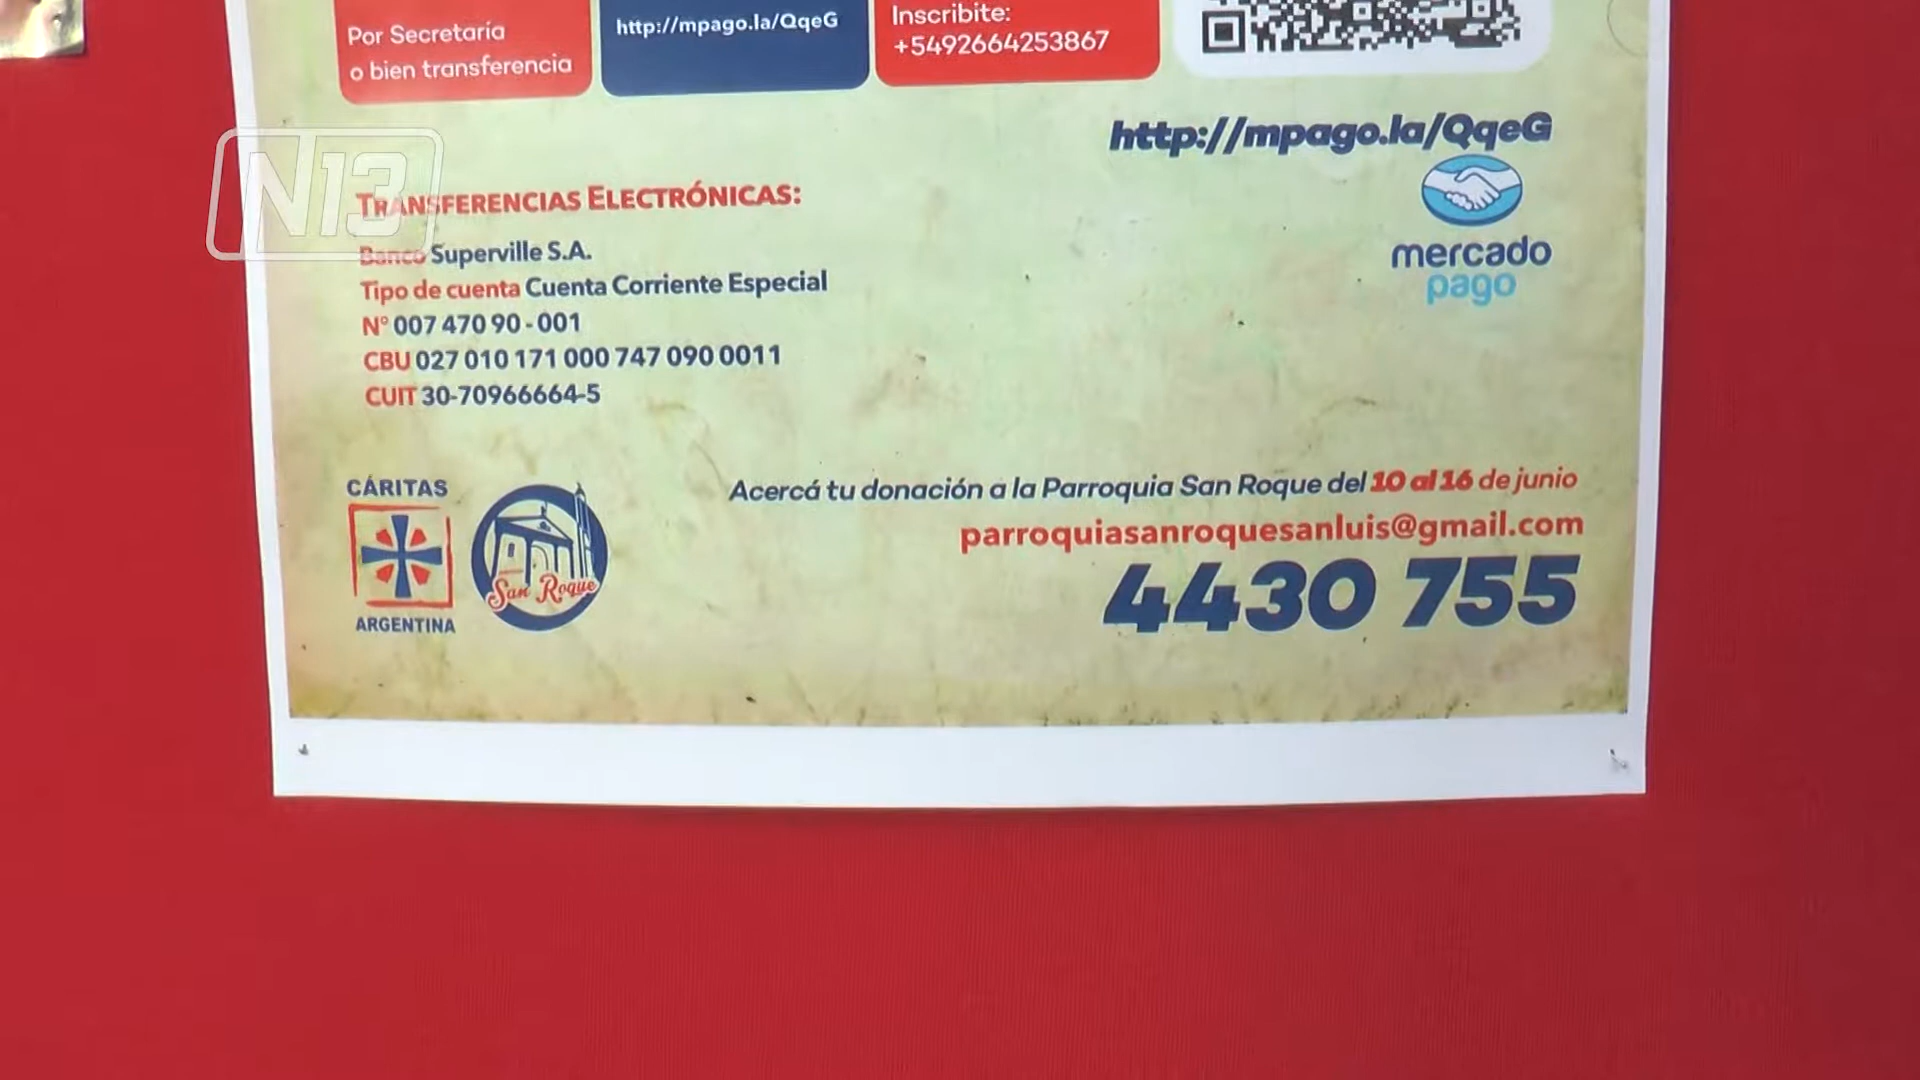 Por Secretaría
o bien transferencia
http://mpago.la/QqeG
Inscribite:
+5492664253867
http://mpago.la/QqeG
mercado
pago
N13
TRANSFERENCIAS ELECTRÓNICAS:
Banco Superville S.A.
Tipo de cuenta Cuenta Corriente Especial
N° 007 470 90 - 001
CBU 027 010 171 000 747 090 0011
CUIT 30-70966664-5
CÁRITAS
ARGENTINA
San Roque
Acercá tu donación a la Parroquia San Roque del 10 al 16 de junio
parroquiasanroquesanluis@gmail.com
4430 755